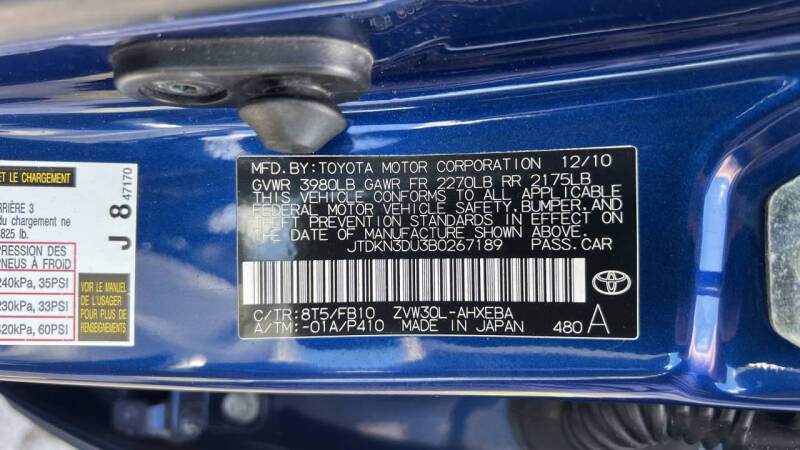 ET LE CHARGEMENT
RRIÈRE 3
du chargement ne
825 lb.
RESSION DES
PNEUS À FROID
240kPa, 35PSI
230kPa, 33PSI
420kPa, 60PSI
VOIR LE MANUEL
DE L'USAGER
POUR PLUS DE
RENSEIGNEMENTS
J 8 47170
MFD. BY: TOYOTA MOTOR CORPORATION 12/10
GVWR 3980LB GAWR FR 2270LB RR 2175LB
THIS VEHICLE CONFORMS TO ALL APPLICABLE
FEDERAL MOTOR VEHICLE SAFETY, BUMPER, AND
THEFT PREVENTION STANDARDS IN EFFECT ON
THE DATE OF MANUFACTURE SHOWN ABOVE.
JTDKN3DU3B0267189 PASS.CAR
C/TR:8T5/FB10 ZVW30L-AHXEBA
A/TM:-01A/P410 MADE IN JAPAN 480 A
TOYOTA